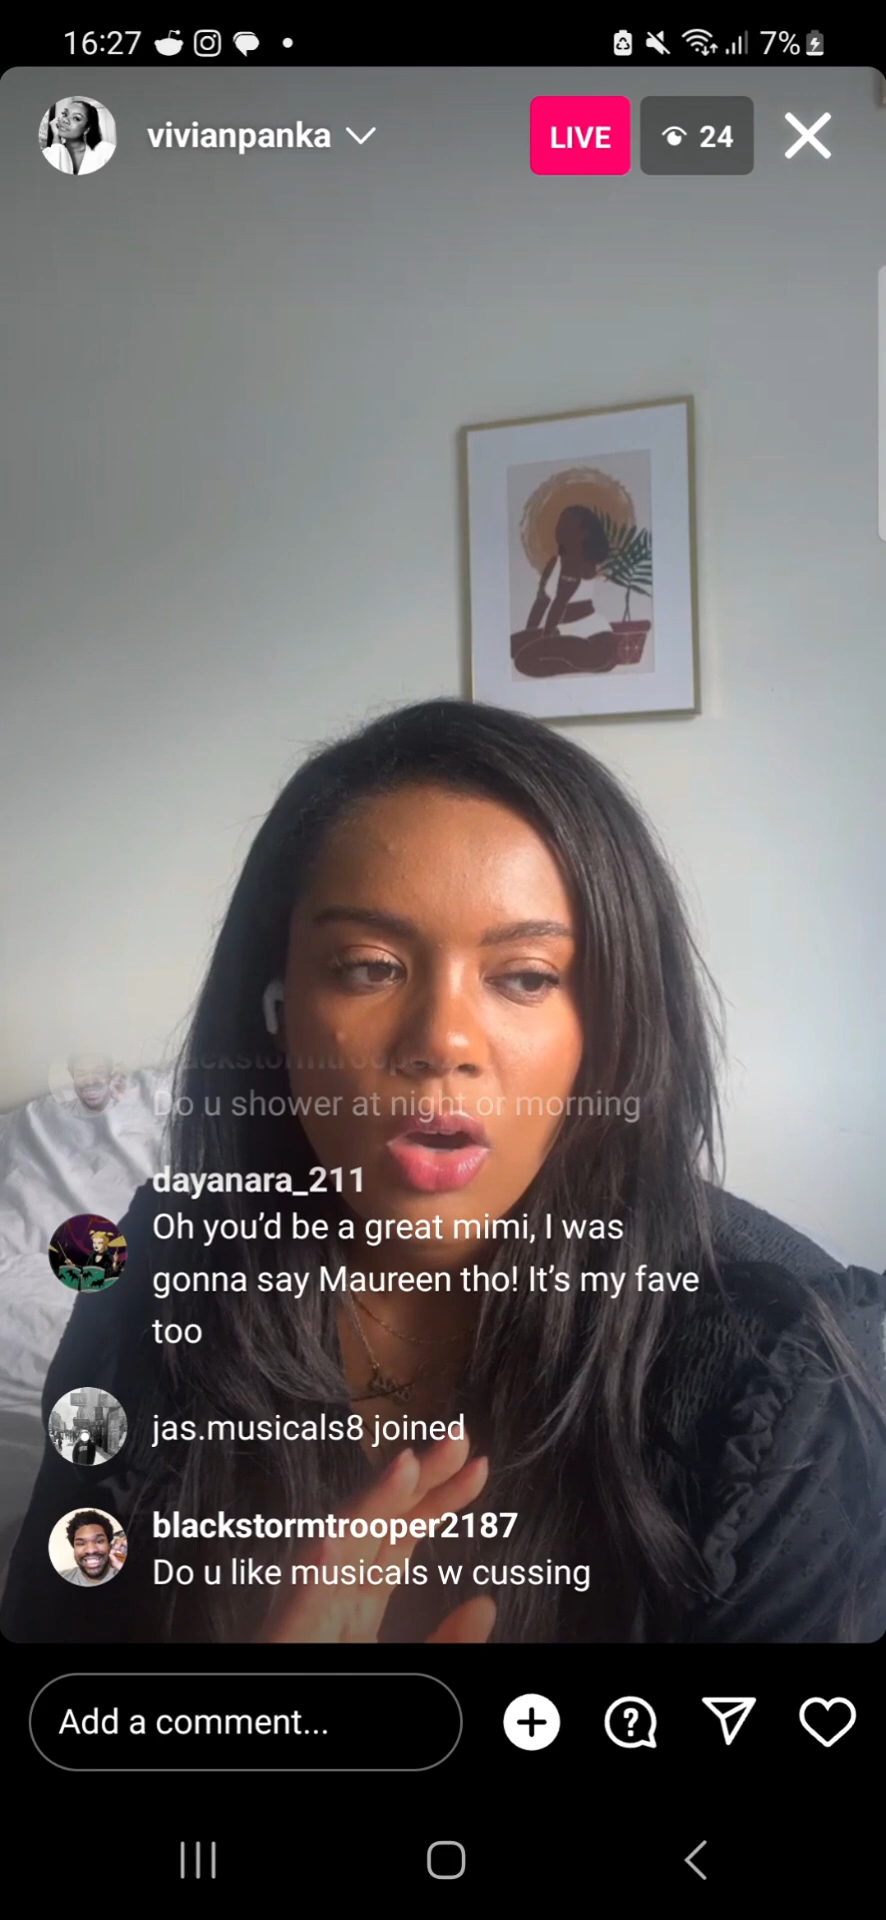 16:27
7%
vivianpanka
LIVE
24
Do u shower at night or morning
dayanara_211
Oh you'd be a great mimi, I was
gonna say Maureen tho! It's my fave
too
jas.musicals8 joined
blackstormtrooper2187
Do u like musicals w cussing
Add a comment...